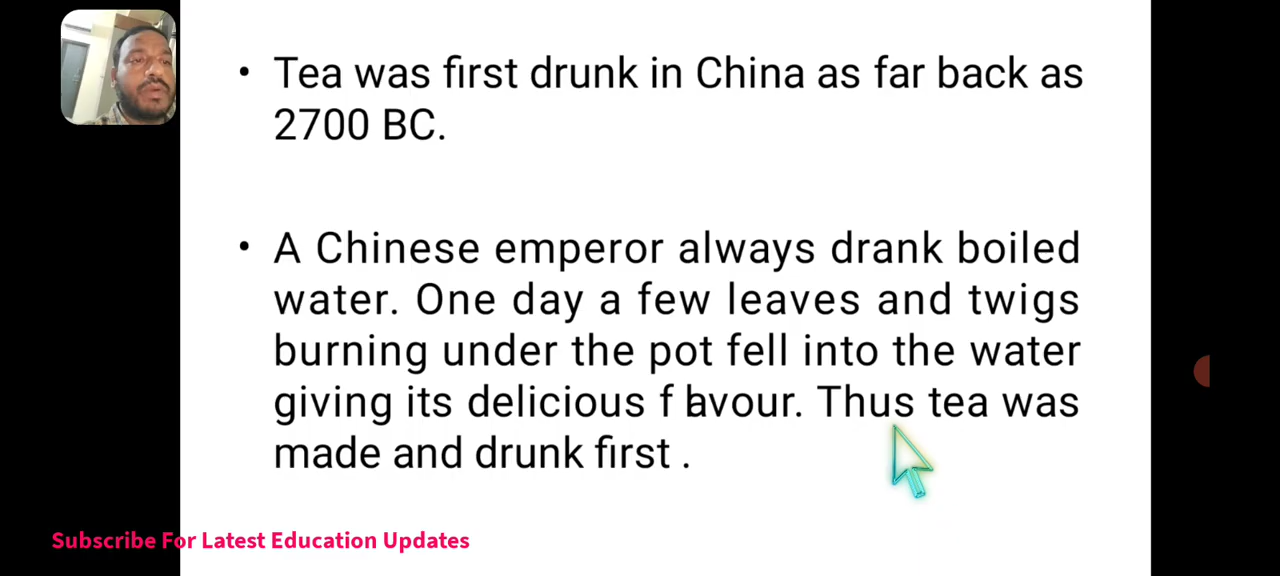 • Tea was first drunk in China as far back as
2700 BC.
• A Chinese emperor always drank boiled
water. One day a few leaves and twigs
burning under the pot fell into the water
giving its delicious f avour. Thus tea was
made and drunk first .
Subscribe For Latest Education Updates